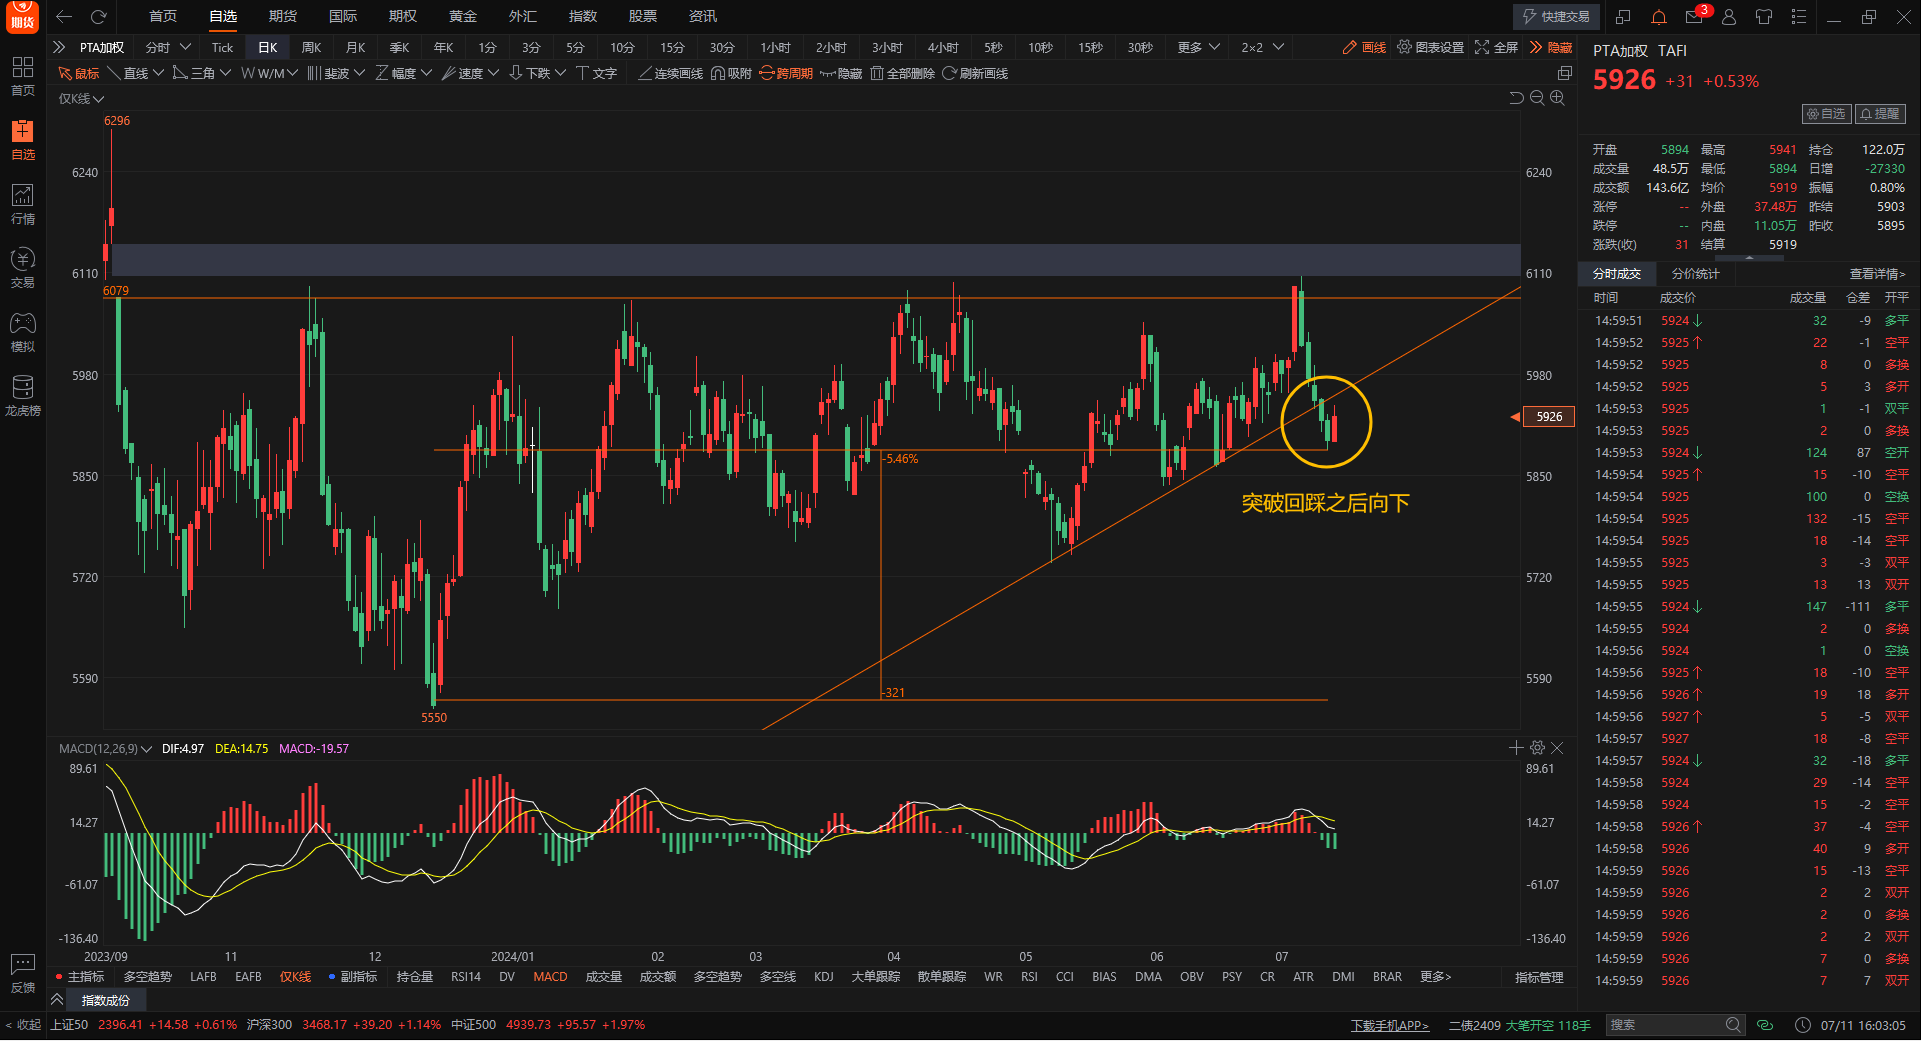 期货
首页 自选 期货 国际 期权 黄金 外汇 指数 股票 资讯
快捷交易 3
PTA加权 分时 Tick 日K 周K 月K 季K 年K 1分 3分 5分 10分 15分 30分 1小时 2小时 3小时 4小时 5秒 10秒 15秒 30秒 更多 2×2 画线 图表设置 全屏 隐藏
鼠标 直线 三角 W/M 斐波 幅度 速度 下跌 文字 连续画线 吸附 跨周期 隐藏 全部删除 刷新画线
仅K线
首页
自选
行情
交易
模拟
龙虎榜
反馈
< 收起
6296
6240 6240
6110 6110
6079
5980 5980
5926
-5.46%
5850 5850
突破回踩之后向下
5720 5720
5590 5590
-321
5550
MACD(12,26,9) DIF:4.97 DEA:14.75 MACD:-19.57
89.61 89.61
14.27 14.27
-61.07 -61.07
-136.40 -136.40
2023/09 11 12 2024/01 02 03 04 05 06 07
主指标 多空趋势 LAFB EAFB 仅K线 副指标 持仓量 RSI14 DV MACD 成交量 成交额 多空趋势 多空线 KDJ 大单跟踪 散单跟踪 WR RSI CCI BIAS DMA OBV PSY CR ATR DMI BRAR 更多> 指标管理
指数成份
PTA加权 TAFI
5926 +31 +0.53%
自选 提醒
开盘 5894 最高 5941 持仓 122.0万
成交量 48.5万 最低 5894 日增 -27330
成交额 143.6亿 均价 5919 振幅 0.80%
涨停 -- 外盘 37.48万 昨结 5903
跌停 -- 内盘 11.05万 昨收 5895
涨跌(收) 31 结算 5919
分时成交 分价统计 查看详情>
时间 成交价 成交量 仓差 开平
14:59:51 5924↓ 32 -9 多平
14:59:52 5925↑ 22 -1 空平
14:59:52 5925 8 0 多换
14:59:52 5925 5 3 多开
14:59:53 5925 1 -1 双平
14:59:53 5925 2 0 多换
14:59:53 5924↓ 124 87 空开
14:59:54 5925↑ 15 -10 空平
14:59:54 5925 100 0 空换
14:59:54 5925 132 -15 空平
14:59:54 5925 18 -14 空平
14:59:55 5925 3 -3 双平
14:59:55 5925 13 13 双开
14:59:55 5924↓ 147 -111 多平
14:59:55 5924 2 0 多换
14:59:56 5924 1 0 空换
14:59:56 5925↑ 18 -10 空平
14:59:56 5926↑ 19 18 多开
14:59:56 5927↑ 5 -5 双平
14:59:57 5927 18 -8 空平
14:59:57 5924↓ 32 -18 多平
14:59:58 5924 29 -14 空平
14:59:58 5924 15 -2 空平
14:59:58 5926↑ 37 -4 空平
14:59:58 5926 40 9 多开
14:59:59 5926 15 -13 空平
14:59:59 5926 2 2 双开
14:59:59 5926 2 0 多换
14:59:59 5926 2 2 双开
14:59:59 5926 7 0 多换
14:59:59 5926 7 7 双开
上证50 2396.41 +14.58 +0.61% 沪深300 3468.17 +39.20 +1.14% 中证500 4939.73 +95.57 +1.97% 下载手机APP> 二债2409 大笔开空 118手 搜索 07/11 16:03:05